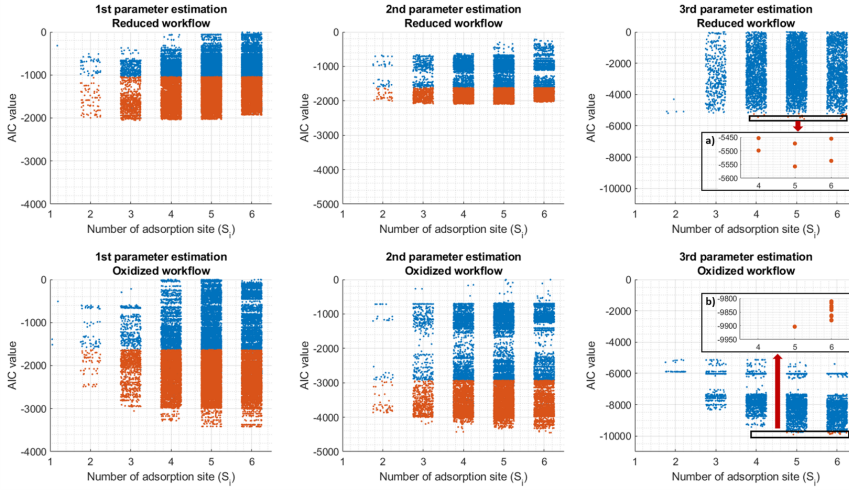 1st parameter estimation
Reduced workflow
0
-1000
-2000
-3000
-4000
AIC value
1 2 3 4 5 6
Number of adsorption site (S_i)
2nd parameter estimation
Reduced workflow
0
-1000
-2000
-3000
-4000
-5000
AIC value
1 2 3 4 5 6
Number of adsorption site (S_i)
3rd parameter estimation
Reduced workflow
0
-2000
-4000
-6000
-8000
-10000
AIC value
a)
-5450
-5500
-5550
-5600
4 5 6
1 2 3 4 5 6
Number of adsorption site (S_i)
1st parameter estimation
Oxidized workflow
0
-1000
-2000
-3000
-4000
AIC value
1 2 3 4 5 6
Number of adsorption site (S_i)
2nd parameter estimation
Oxidized workflow
0
-1000
-2000
-3000
-4000
-5000
AIC value
1 2 3 4 5 6
Number of adsorption site (S_i)
3rd parameter estimation
Oxidized workflow
0
-2000
-4000
-6000
-8000
-10000
AIC value
b)
-9800
-9850
-9900
-9950
4 5 6
1 2 3 4 5 6
Number of adsorption site (S_i)